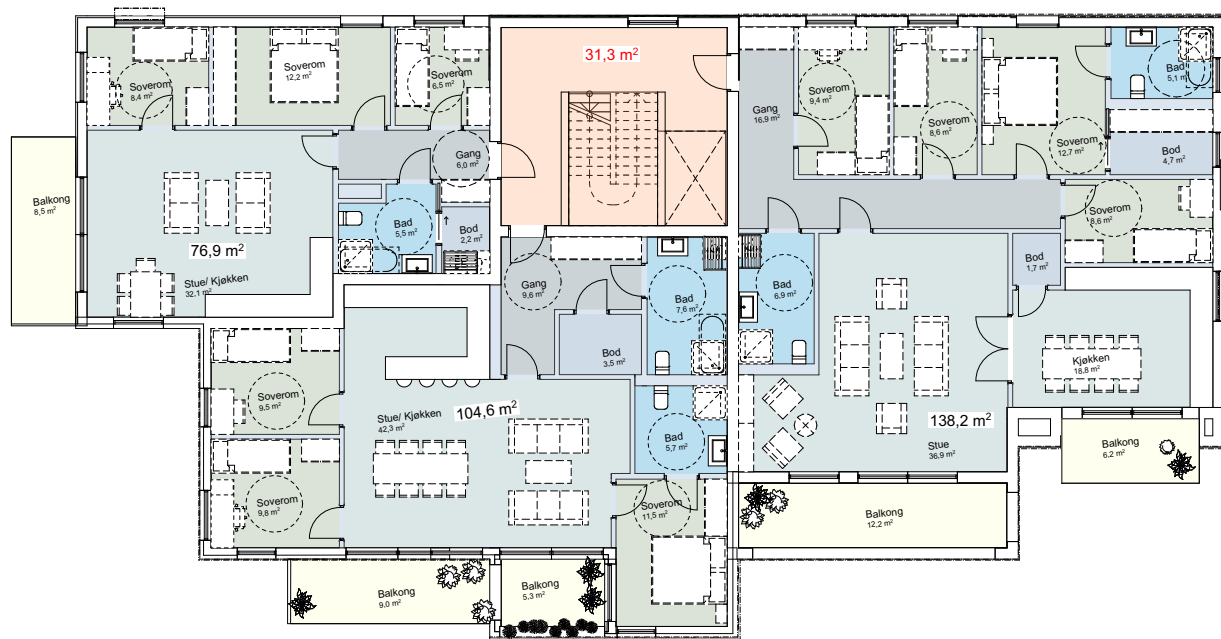 31,3 m²
Soverom
8,4 m²
Soverom
12,2 m²
Soverom
6,5 m²
Gang
6,0 m²
Balkong
8,5 m²
76,9 m²
Stue/ Kjøkken
32,1 m²
Bad
5,5 m²
Bod
2,2 m²
Gang
9,6 m²
Bad
7,6 m²
Bod
3,5 m²
Soverom
9,5 m²
Stue/ Kjøkken
42,3 m²
104,6 m²
Bad
5,7 m²
Soverom
9,8 m²
Soverom
11,5 m²
Balkong
9,0 m²
Balkong
5,3 m²
Gang
16,9 m²
Soverom
9,4 m²
Soverom
8,6 m²
Soverom
12,7 m²
Bad
5,1 m²
Bod
4,7 m²
Soverom
8,6 m²
Bod
1,7 m²
Bad
6,9 m²
Kjøkken
18,8 m²
138,2 m²
Stue
36,9 m²
Balkong
6,2 m²
Balkong
12,2 m²